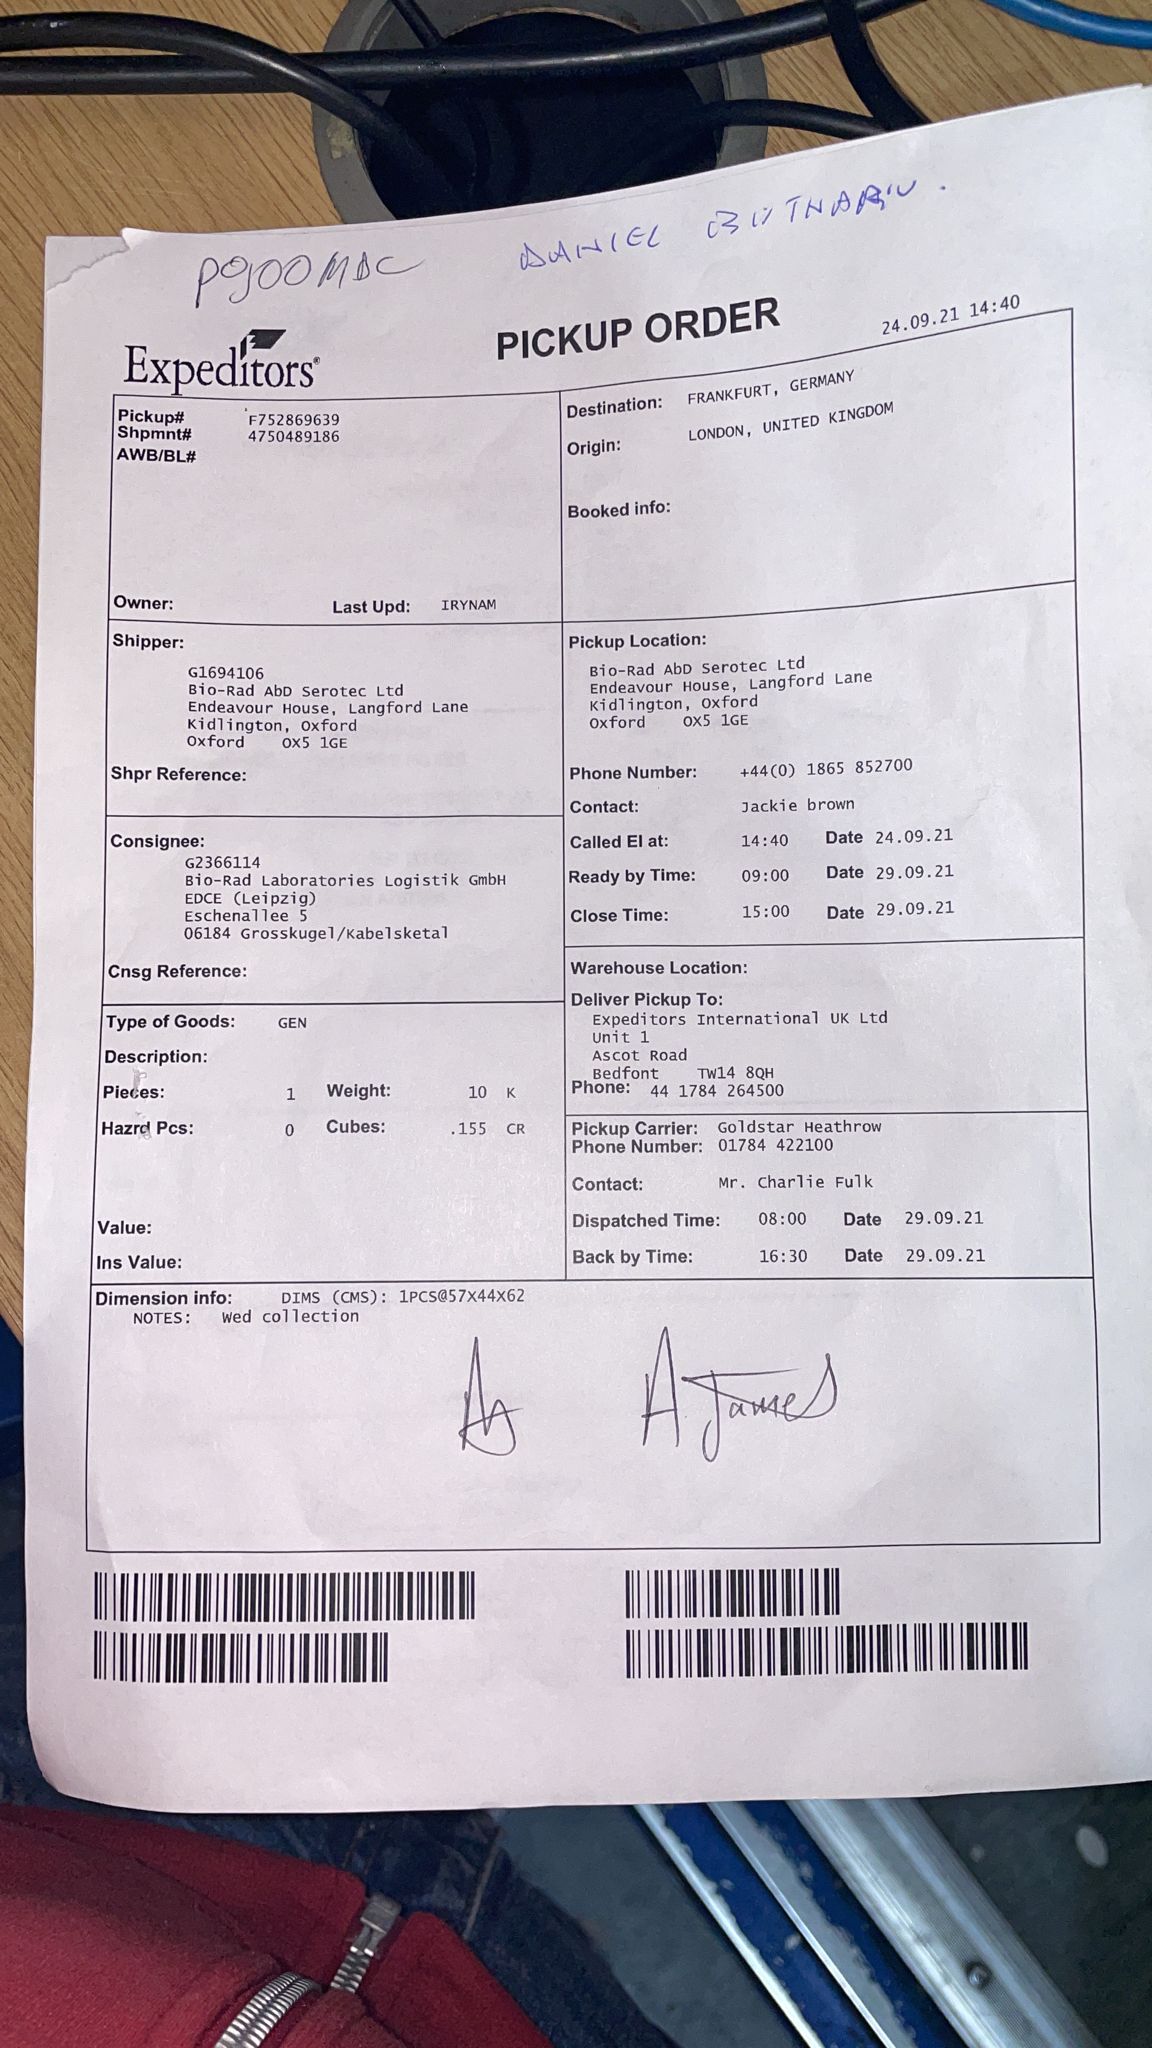 P900MDC DANIEL BUTNARIU.
Expeditors®
PICKUP ORDER
24.09.21 14:40
Pickup# F752869639
Shpmnt# 4750489186
AWB/BL#
Owner: Last Upd: IRYNAM
Destination: FRANKFURT, GERMANY
Origin: LONDON, UNITED KINGDOM
Booked info:
Shipper:
G1694106
Bio-Rad AbD Serotec Ltd
Endeavour House, Langford Lane
Kidlington, Oxford
Oxford OX5 1GE
Shpr Reference:
Pickup Location:
Bio-Rad AbD Serotec Ltd
Endeavour House, Langford Lane
Kidlington, Oxford
Oxford OX5 1GE
Phone Number: +44(0) 1865 852700
Contact: Jackie brown
Called EI at: 14:40 Date 24.09.21
Ready by Time: 09:00 Date 29.09.21
Close Time: 15:00 Date 29.09.21
Consignee:
G2366114
Bio-Rad Laboratories Logistik GmbH
EDCE (Leipzig)
Eschenallee 5
06184 Grosskugel/Kabelsketal
Cnsg Reference:
Warehouse Location:
Deliver Pickup To:
Expeditors International UK Ltd
Unit 1
Ascot Road
Bedfont TW14 8QH
Phone: 44 1784 264500
Type of Goods: GEN
Description:
Pieces: 1 Weight: 10 K
Hazrd Pcs: 0 Cubes: .155 CR
Value:
Ins Value:
Pickup Carrier: Goldstar Heathrow
Phone Number: 01784 422100
Contact: Mr. Charlie Fulk
Dispatched Time: 08:00 Date 29.09.21
Back by Time: 16:30 Date 29.09.21
Dimension info: DIMS (CMS): 1PCS@57X44X62
NOTES: Wed collection
A. James